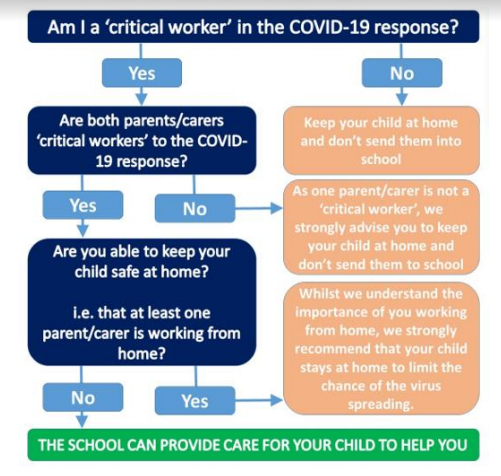 Am I a ‘critical worker’ in the COVID-19 response?
Yes
No
Are both parents/carers
‘critical workers’ to the COVID-
19 response?
Keep your child at home
and don’t send them into
school
Yes
No
As one parent/carer is not a
‘critical worker’, we
strongly advise you to keep
your child at home and
don’t send them to school
Are you able to keep your
child safe at home?
i.e. that at least one
parent/carer is working from
home?
Whilst we understand the
importance of you working
from home, we strongly
recommend that your child
stays at home to limit the
chance of the virus
spreading.
No
Yes
THE SCHOOL CAN PROVIDE CARE FOR YOUR CHILD TO HELP YOU